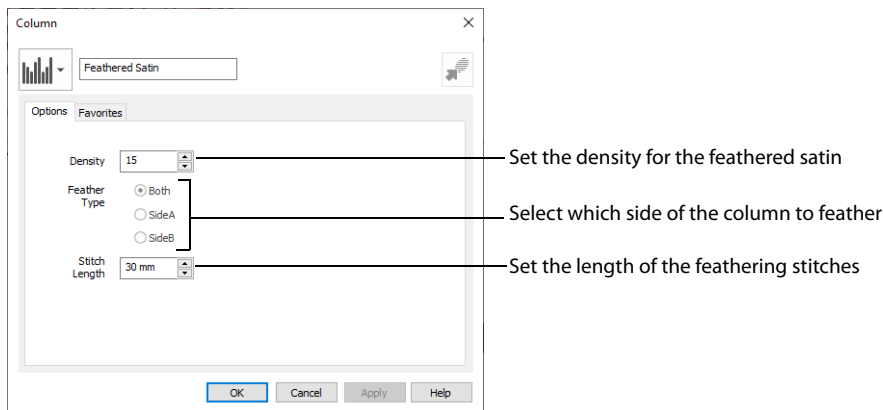 Column
Feathered Satin
Options Favorites
Density 15
Set the density for the feathered satin
Feather
Type
Both
SideA
SideB
Select which side of the column to feather
Stitch
Length
30 mm
Set the length of the feathering stitches
OK Cancel Apply Help